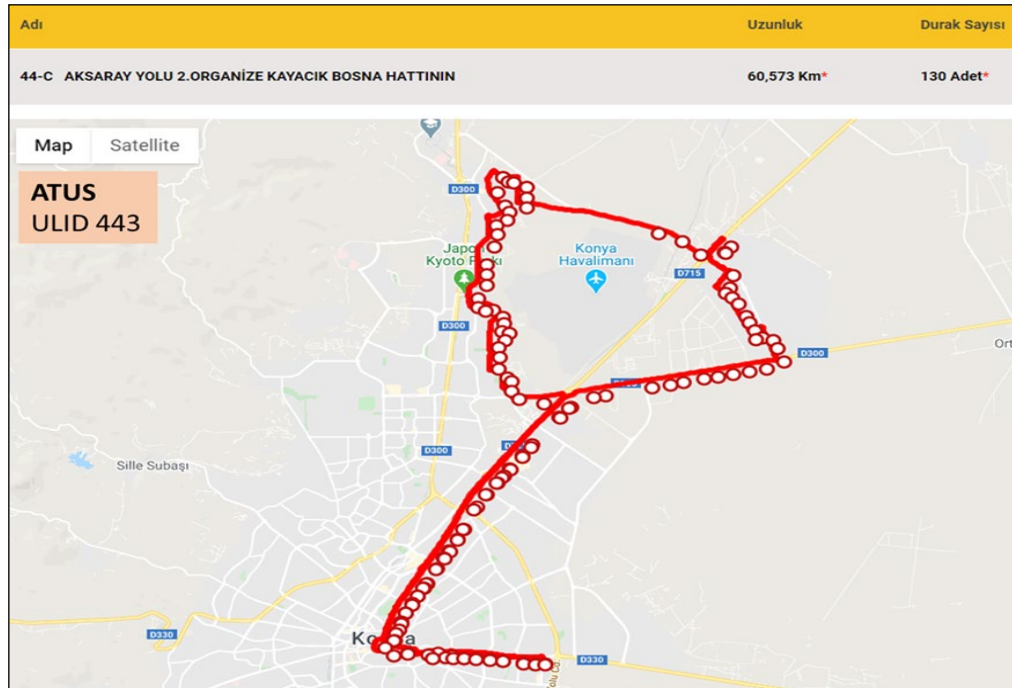 Adı Uzunluk Durak Sayısı
44-C AKSARAY YOLU 2.ORGANİZE KAYACIK BOSNA HATTININ 60,573 Km* 130 Adet*
Map Satellite
ATUS
ULID 443
D300
Japon
Kyoto Parkı
Konya
Havalimanı
D715
D300
D300
Ort
D300
Sille Subaşı
D330
Konya
D330